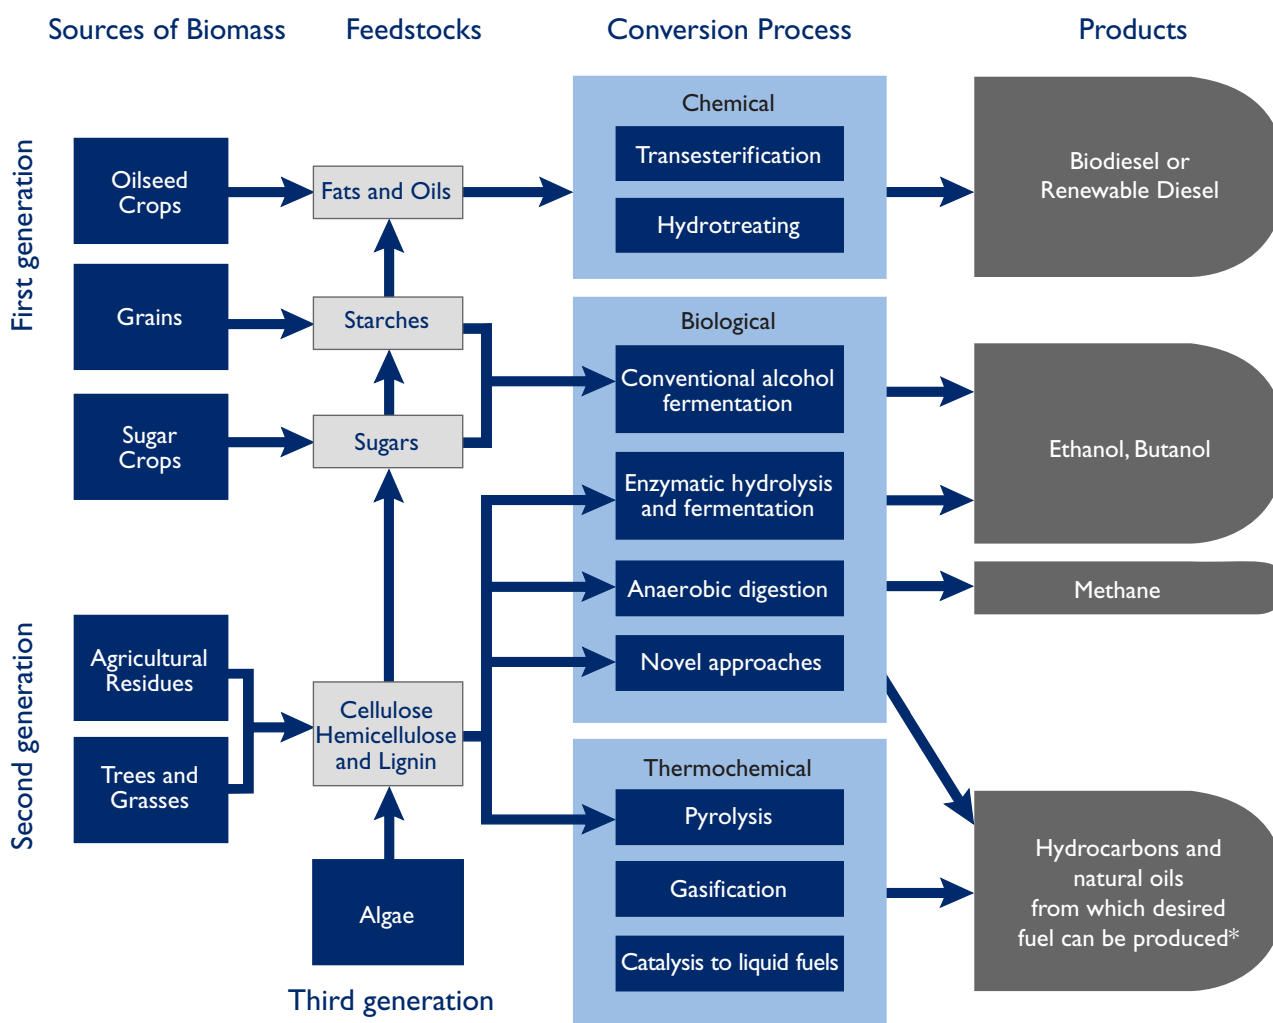 Sources of Biomass
Feedstocks
Conversion Process
Products
First generation
Oilseed
Crops
Fats and Oils
Chemical
Transesterification
Hydrotreating
Biodiesel or
Renewable Diesel
Grains
Starches
Sugar
Crops
Sugars
Biological
Conventional alcohol
fermentation
Enzymatic hydrolysis
and fermentation
Anaerobic digestion
Novel approaches
Ethanol, Butanol
Methane
Second generation
Agricultural
Residues
Trees and
Grasses
Cellulose
Hemicellulose
and Lignin
Algae
Third generation
Thermochemical
Pyrolysis
Gasification
Catalysis to liquid fuels
Hydrocarbons and
natural oils
from which desired
fuel can be produced*